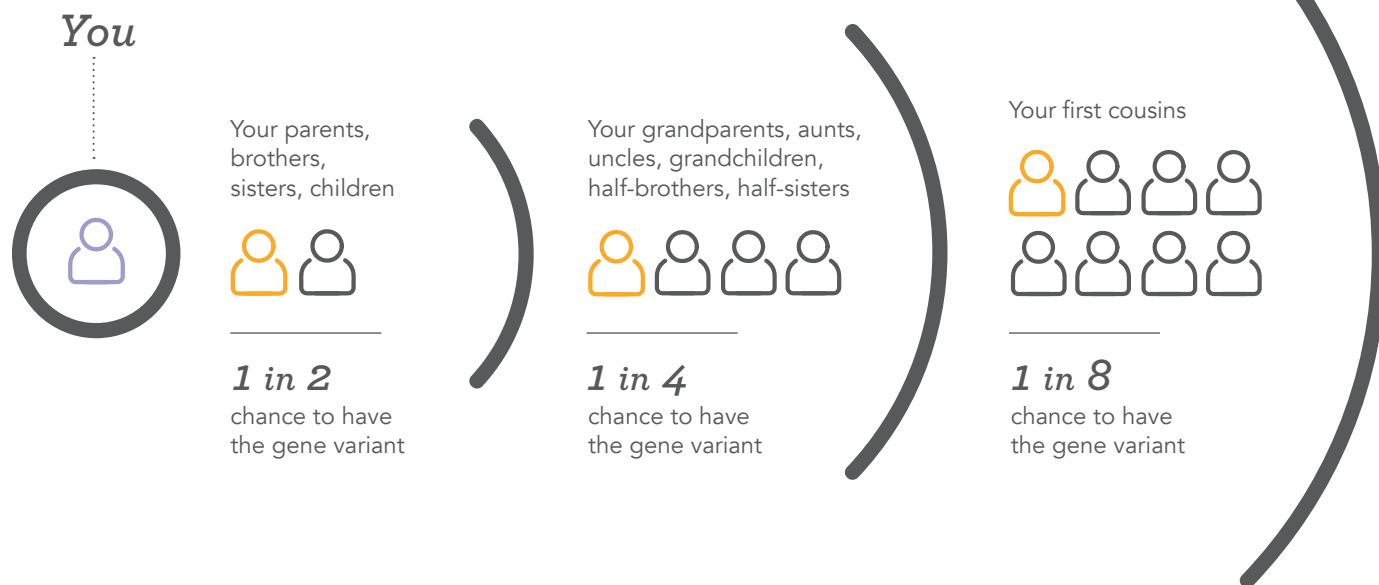 You
Your parents,
brothers,
sisters, children
1 in 2
chance to have
the gene variant
Your grandparents, aunts,
uncles, grandchildren,
half-brothers, half-sisters
1 in 4
chance to have
the gene variant
Your first cousins
1 in 8
chance to have
the gene variant